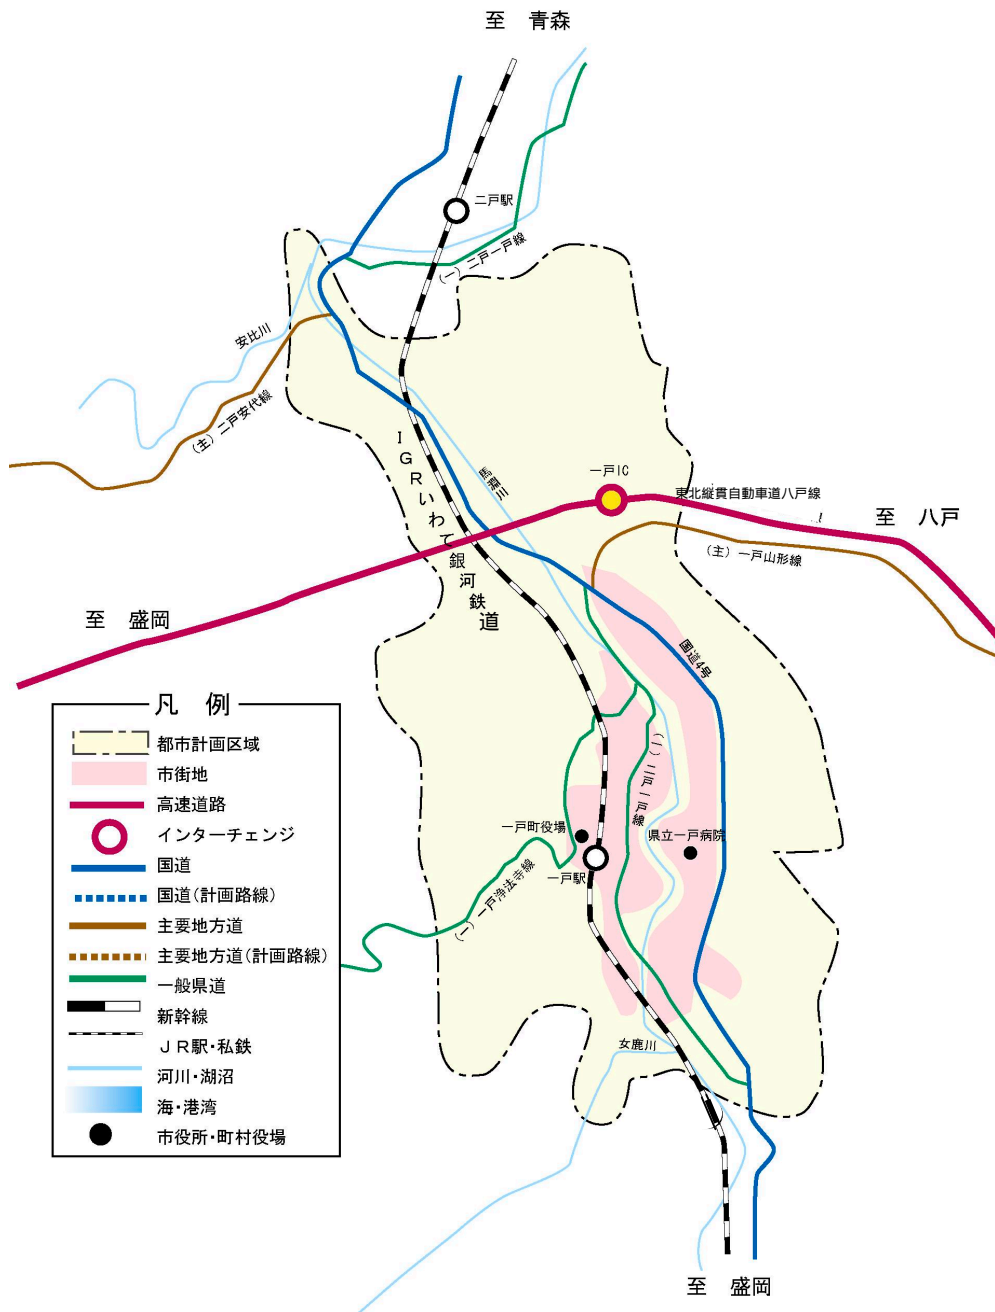 至　青森
二戸駅
(一)二戸一戸線
安比川
(主)二戸安代線
IGRいわて銀河鉄道
馬淵川
一戸IC
東北縦貫自動車道八戸線
至　八戸
(主)一戸山形線
至　盛岡
国道4号
凡　例
都市計画区域
市街地
高速道路
インターチェンジ
国道
国道(計画路線)
主要地方道
主要地方道(計画路線)
一般県道
新幹線
JR駅・私鉄
河川・湖沼
海・港湾
市役所・町村役場
(一)二戸一戸線
一戸町役場
県立一戸病院
一戸駅
(一)一戸浄法寺線
女鹿川
至　盛岡